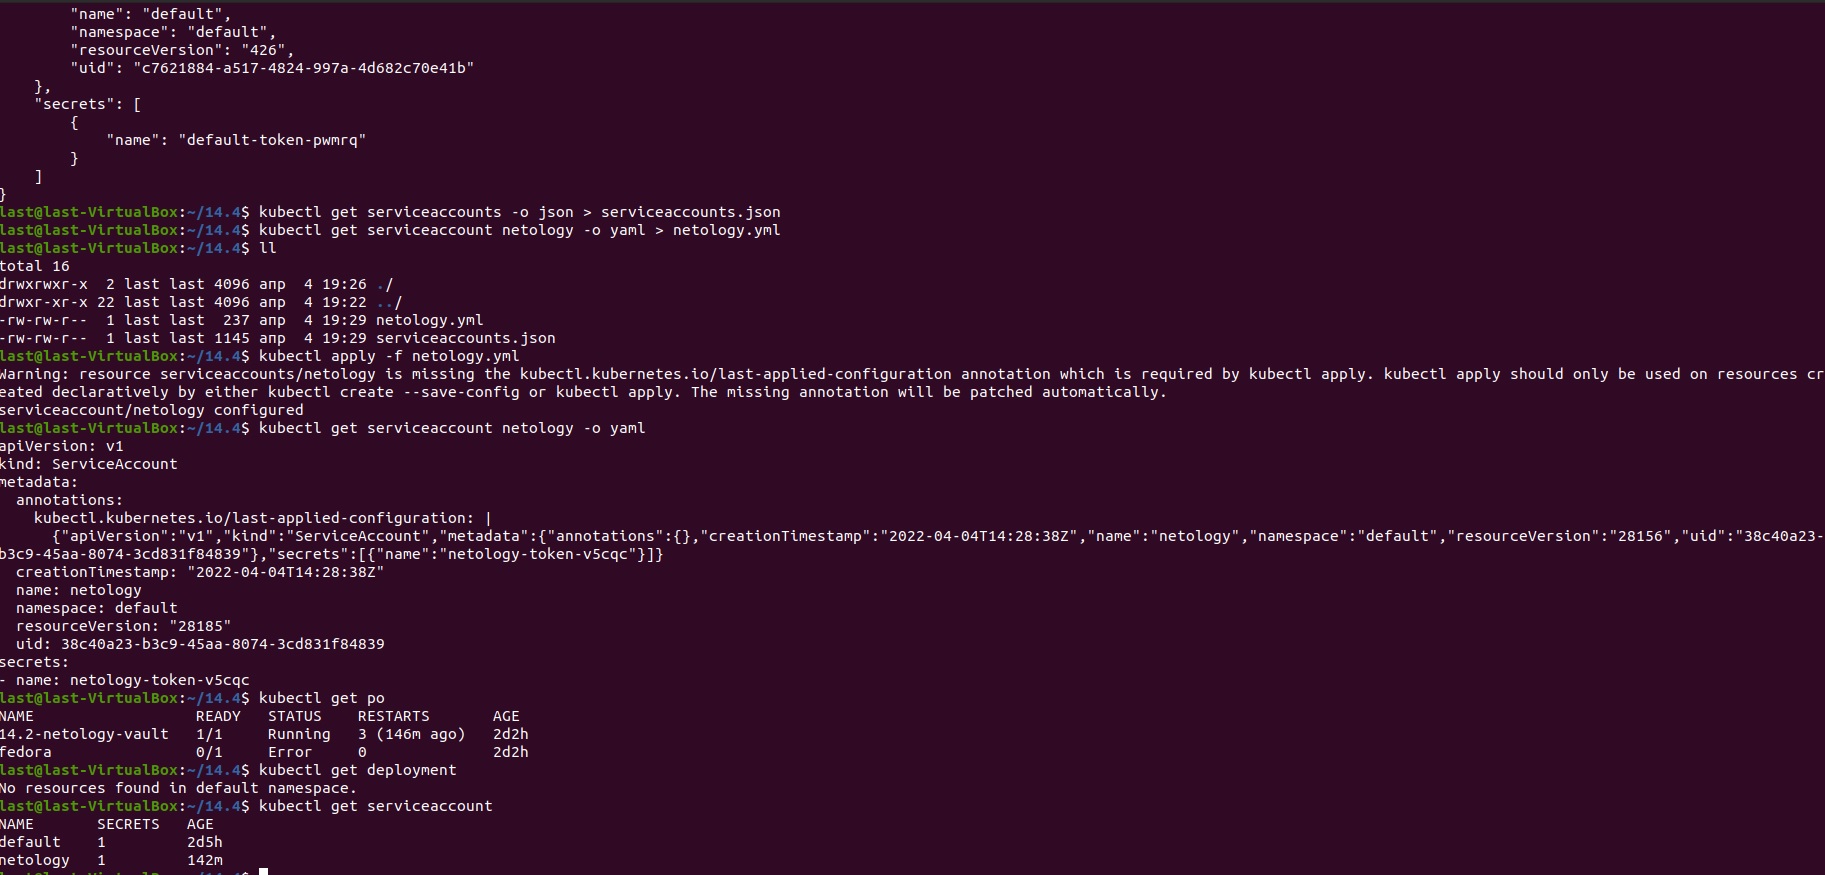 "name": "default",
"namespace": "default",
"resourceVersion": "426",
"uid": "c7621884-a517-4824-997a-4d682c70e41b"
},
"secrets": [
{
"name": "default-token-pwmrq"
}
]
}
last@last-VirtualBox:~/14.4$ kubectl get serviceaccounts -o json > serviceaccounts.json
last@last-VirtualBox:~/14.4$ kubectl get serviceaccount netology -o yaml > netology.yml
last@last-VirtualBox:~/14.4$ ll
total 16
drwxrwxr-x  2 last last 4096 апр  4 19:26 ./
drwxr-xr-x 22 last last 4096 апр  4 19:22 ../
-rw-rw-r--  1 last last  237 апр  4 19:29 netology.yml
-rw-rw-r--  1 last last 1145 апр  4 19:29 serviceaccounts.json
last@last-VirtualBox:~/14.4$ kubectl apply -f netology.yml
Warning: resource serviceaccounts/netology is missing the kubectl.kubernetes.io/last-applied-configuration annotation which is required by kubectl apply. kubectl apply should only be used on resources cr
eated declaratively by either kubectl create --save-config or kubectl apply. The missing annotation will be patched automatically.
serviceaccount/netology configured
last@last-VirtualBox:~/14.4$ kubectl get serviceaccount netology -o yaml
apiVersion: v1
kind: ServiceAccount
metadata:
annotations:
kubectl.kubernetes.io/last-applied-configuration: |
{"apiVersion":"v1","kind":"ServiceAccount","metadata":{"annotations":{},"creationTimestamp":"2022-04-04T14:28:38Z","name":"netology","namespace":"default","resourceVersion":"28156","uid":"38c40a23-
b3c9-45aa-8074-3cd831f84839"},"secrets":[{"name":"netology-token-v5cqc"}]}
creationTimestamp: "2022-04-04T14:28:38Z"
name: netology
namespace: default
resourceVersion: "28185"
uid: 38c40a23-b3c9-45aa-8074-3cd831f84839
secrets:
- name: netology-token-v5cqc
last@last-VirtualBox:~/14.4$ kubectl get po
NAME                  READY   STATUS    RESTARTS       AGE
14.2-netology-vault   1/1     Running   3 (146m ago)   2d2h
fedora                0/1     Error     0              2d2h
last@last-VirtualBox:~/14.4$ kubectl get deployment
No resources found in default namespace.
last@last-VirtualBox:~/14.4$ kubectl get serviceaccount
NAME       SECRETS   AGE
default    1         2d5h
netology   1         142m
last@last-VirtualBox:~/14.4$